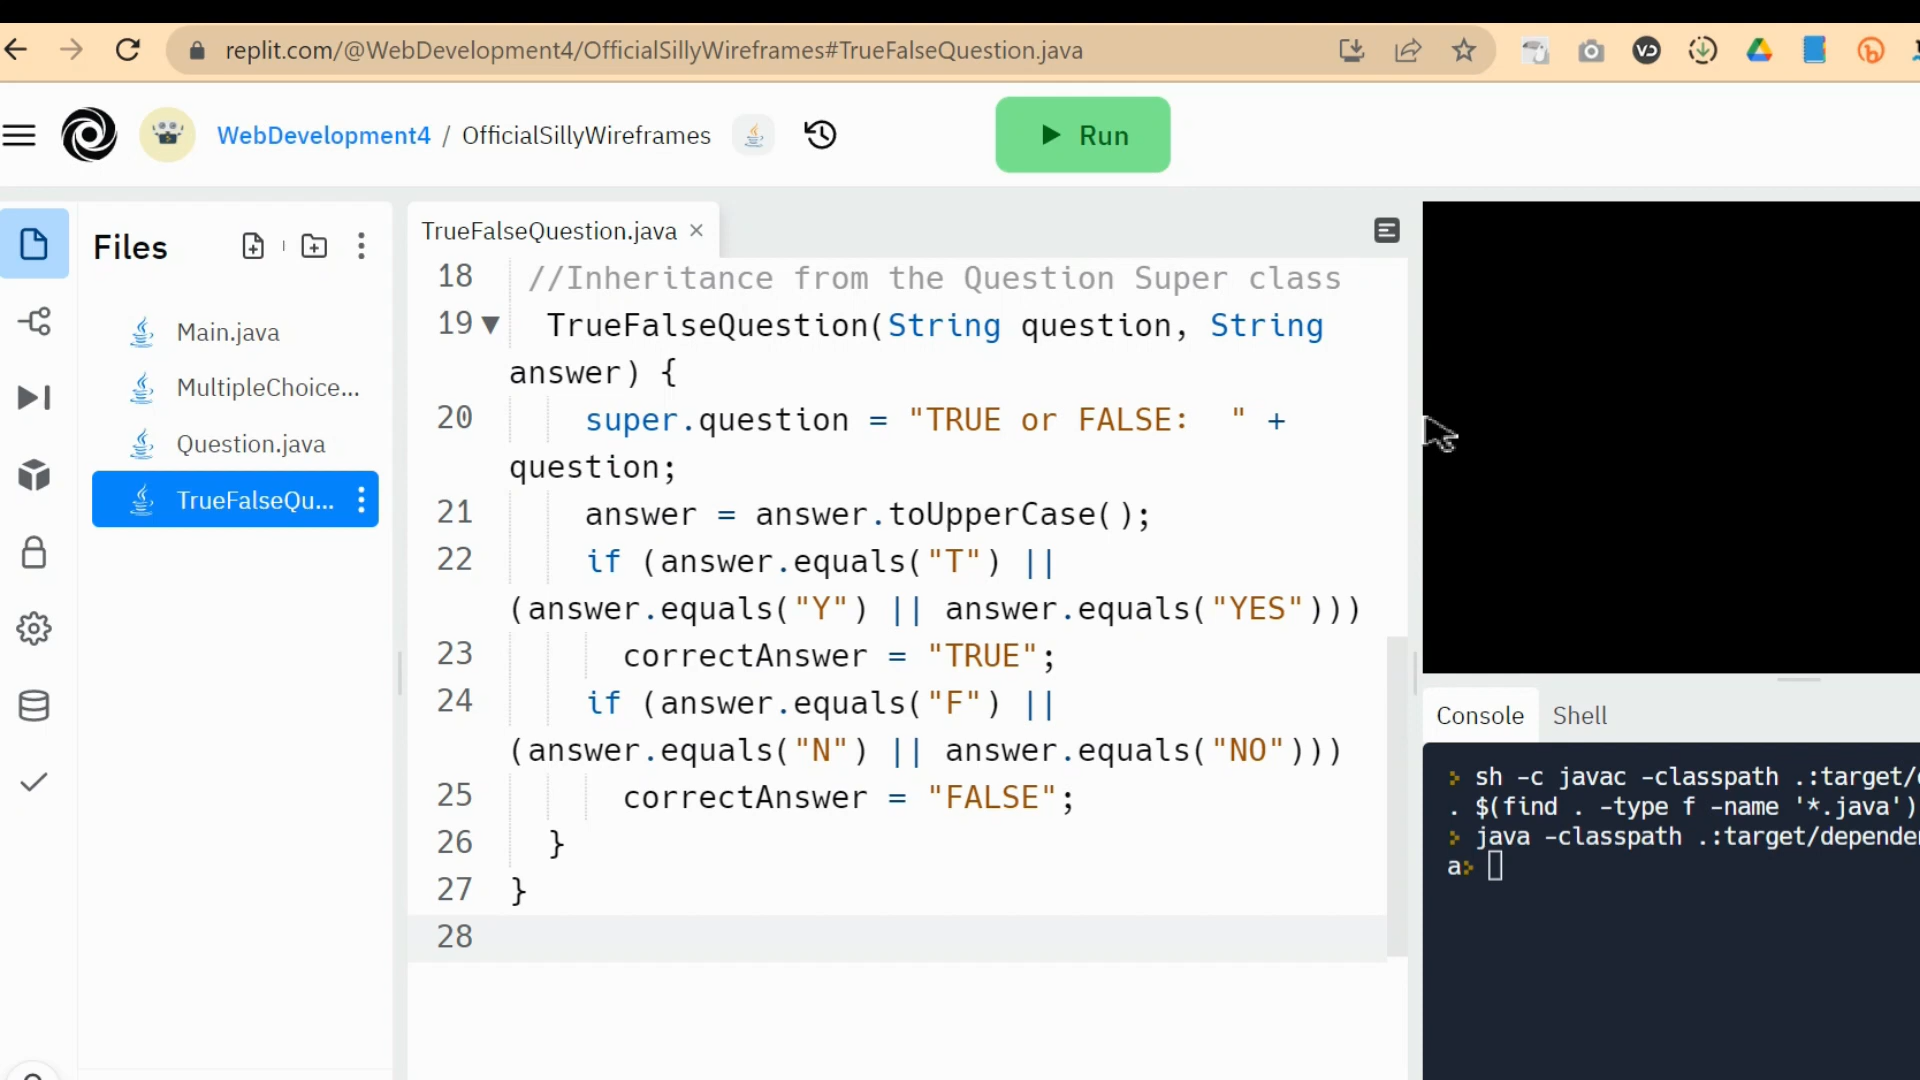 replit.com/@WebDevelopment4/OfficialSillyWireframes#TrueFalseQuestion.java
WebDevelopment4 / OfficialSillyWireframes
Run
Files
Main.java
MultipleChoice...
Question.java
TrueFalseQu...
TrueFalseQuestion.java ×
18 //Inheritance from the Question Super class
19 TrueFalseQuestion(String question, String
answer) {
20 super.question = "TRUE or FALSE:  " +
question;
21 answer = answer.toUpperCase();
22 if (answer.equals("T") ||
(answer.equals("Y") || answer.equals("YES")))
23 correctAnswer = "TRUE";
24 if (answer.equals("F") ||
(answer.equals("N") || answer.equals("NO")))
25 correctAnswer = "FALSE";
26 }
27 }
28
Console Shell
sh -c javac -classpath .:target/
. $(find . -type f -name '*.java')
java -classpath .:target/depende
a